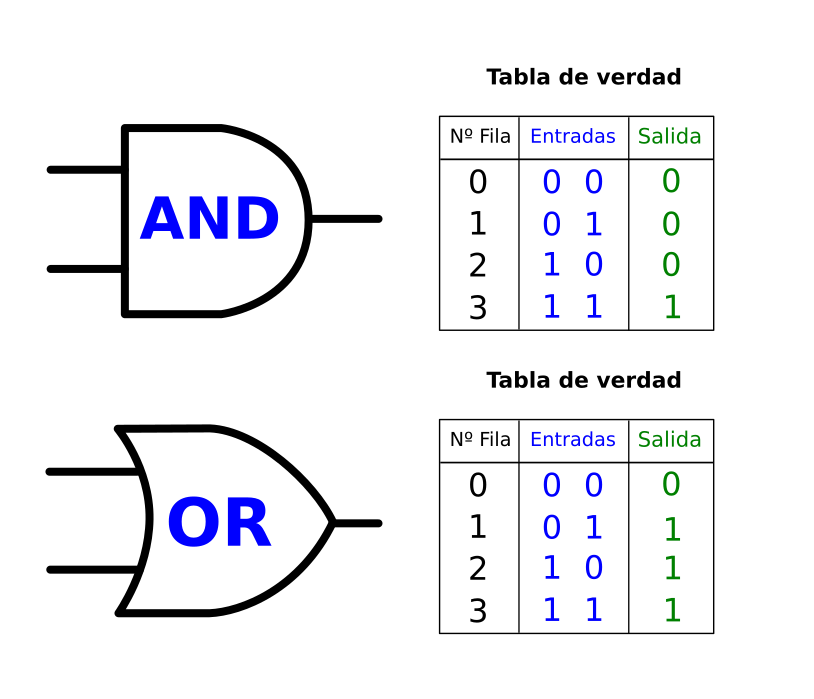 Tabla de verdad
AND
Nº Fila Entradas Salida
0 0 0 0
1 0 1 0
2 1 0 0
3 1 1 1
Tabla de verdad
OR
Nº Fila Entradas Salida
0 0 0 0
1 0 1 1
2 1 0 1
3 1 1 1